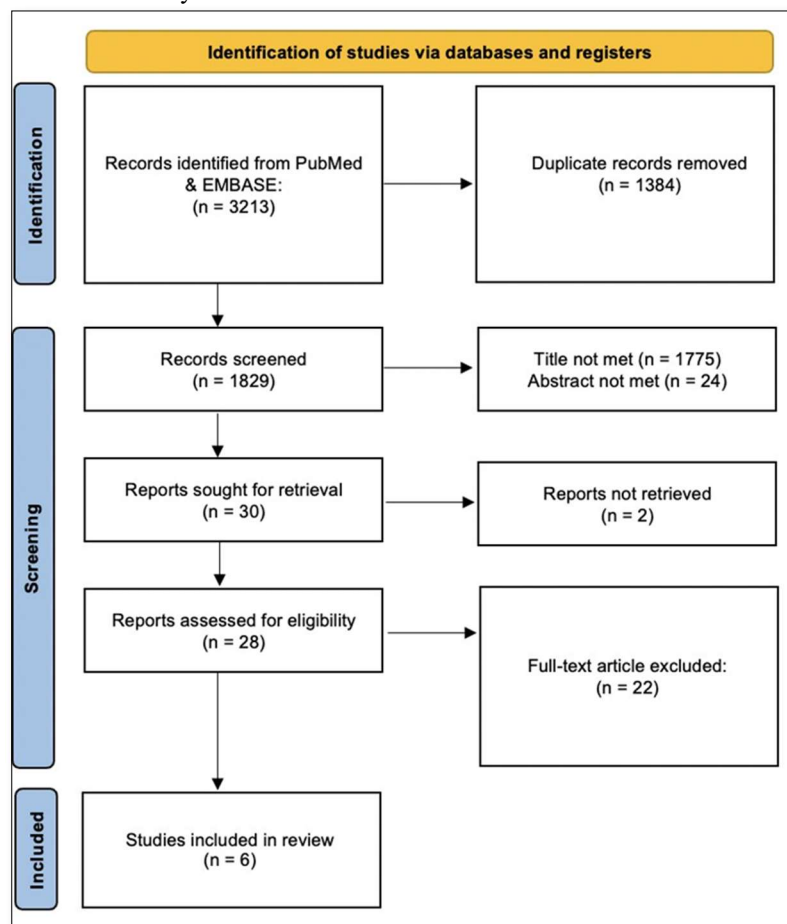 Identification of studies via databases and registers
Identification
Records identified from PubMed
& EMBASE:
(n = 3213)
Duplicate records removed
(n = 1384)
Screening
Records screened
(n = 1829)
Title not met (n = 1775)
Abstract not met (n = 24)
Reports sought for retrieval
(n = 30)
Reports not retrieved
(n = 2)
Reports assessed for eligibility
(n = 28)
Full-text article excluded:
(n = 22)
Included
Studies included in review
(n = 6)